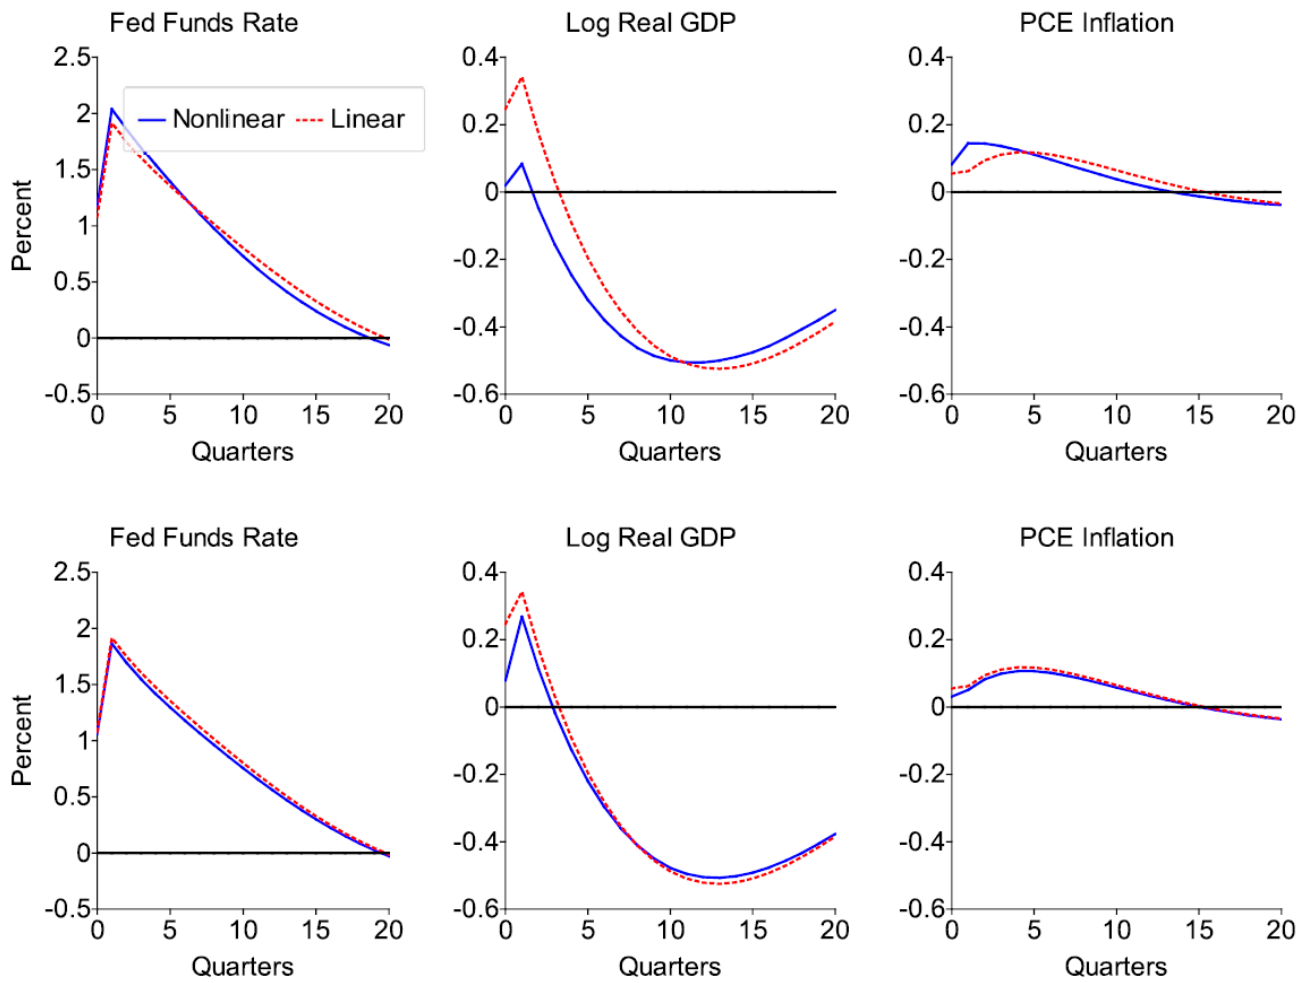 Fed Funds Rate
2.5
2
1.5
1
0.5
0
-0.5
0 5 10 15 20
Percent
Quarters
Nonlinear Linear
Log Real GDP
0.4
0.2
0
-0.2
-0.4
-0.6
0 5 10 15 20
Quarters
PCE Inflation
0.4
0.2
0
-0.2
-0.4
-0.6
0 5 10 15 20
Quarters
Fed Funds Rate
2.5
2
1.5
1
0.5
0
-0.5
0 5 10 15 20
Percent
Quarters
Log Real GDP
0.4
0.2
0
-0.2
-0.4
-0.6
0 5 10 15 20
Quarters
PCE Inflation
0.4
0.2
0
-0.2
-0.4
-0.6
0 5 10 15 20
Quarters